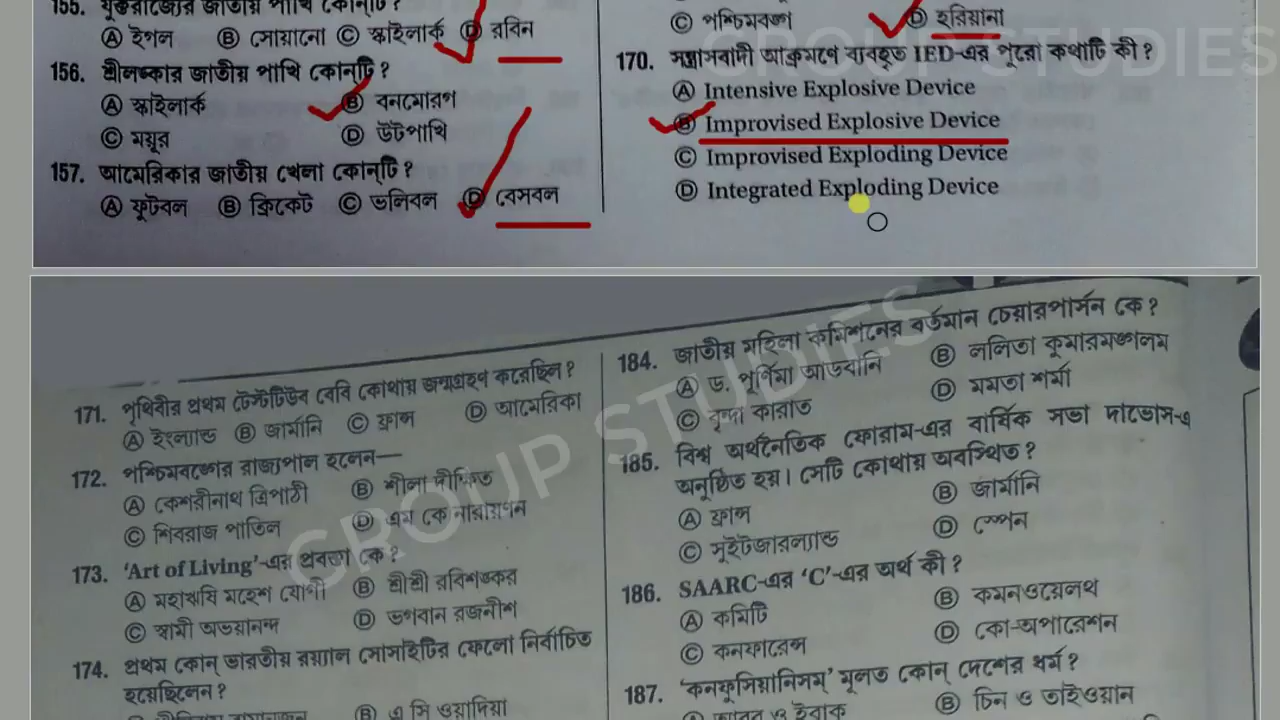 155. যুক্তরাজ্যের জাতীয় পাখি কোন্‌টি ?
Ⓐ ইগল Ⓑ সোয়ানো Ⓒ স্কাইলার্ক Ⓓ রবিন
156. শ্রীলঙ্কার জাতীয় পাখি কোন্‌টি ?
Ⓐ স্কাইলার্ক Ⓑ বনমোরগ
Ⓒ ময়ূর Ⓓ উটপাখি
157. আমেরিকার জাতীয় খেলা কোন্‌টি ?
Ⓐ ফুটবল Ⓑ ক্রিকেট Ⓒ ভলিবল Ⓓ বেসবল
Ⓒ পশ্চিমবঙ্গ Ⓓ হরিয়ানা
170. সন্ত্রাসবাদী আক্রমণে ব্যবহৃত IED-এর পুরো কথাটি কী ?
Ⓐ Intensive Explosive Device
Ⓑ Improvised Explosive Device
Ⓒ Improvised Exploding Device
Ⓓ Integrated Exploding Device
GROUP STUDIES
171. পৃথিবীর প্রথম টেস্টটিউব বেবি কোথায় জন্মগ্রহণ করেছিল ?
Ⓐ ইংল্যান্ড Ⓑ জার্মানি Ⓒ ফ্রান্স Ⓓ আমেরিকা
172. পশ্চিমবঙ্গের রাজ্যপাল হলেন—
Ⓐ কেশরীনাথ ত্রিপাঠী Ⓑ শীলা দীক্ষিত
Ⓒ শিবরাজ পাতিল Ⓓ এম কে নারায়ণন
173. ‘Art of Living’-এর প্রবক্তা কে ?
Ⓐ মহাঋষি মহেশ যোগী Ⓑ শ্রীশ্রী রবিশঙ্কর
Ⓒ স্বামী অভয়ানন্দ Ⓓ ভগবান রজনীশ
174. প্রথম কোন্ ভারতীয় রয়্যাল সোসাইটির ফেলো নির্বাচিত
হয়েছিলেন ?
Ⓑ এ সি ওয়াদিয়া
184. জাতীয় মহিলা কমিশনের বর্তমান চেয়ারপার্সন কে ?
Ⓐ ড. পূর্ণিমা আডবানি Ⓑ ললিতা কুমারমঙ্গলম
Ⓒ বৃন্দা কারাত Ⓓ মমতা শর্মা
185. বিশ্ব অর্থনৈতিক ফোরাম-এর বার্ষিক সভা দাভোস-এ
অনুষ্ঠিত হয়। সেটি কোথায় অবস্থিত ?
Ⓐ ফ্রান্স Ⓑ জার্মানি
Ⓒ সুইটজারল্যান্ড Ⓓ স্পেন
186. SAARC-এর ‘C’-এর অর্থ কী ?
Ⓐ কমিটি Ⓑ কমনওয়েলথ
Ⓒ কনফারেন্স Ⓓ কো-অপারেশন
187. ‘কনফুসিয়ানিসম্’ মূলত কোন্ দেশের ধর্ম ?
Ⓐ আরব ও ইরাক Ⓑ চিন ও তাইওয়ান
GROUP STUDIES